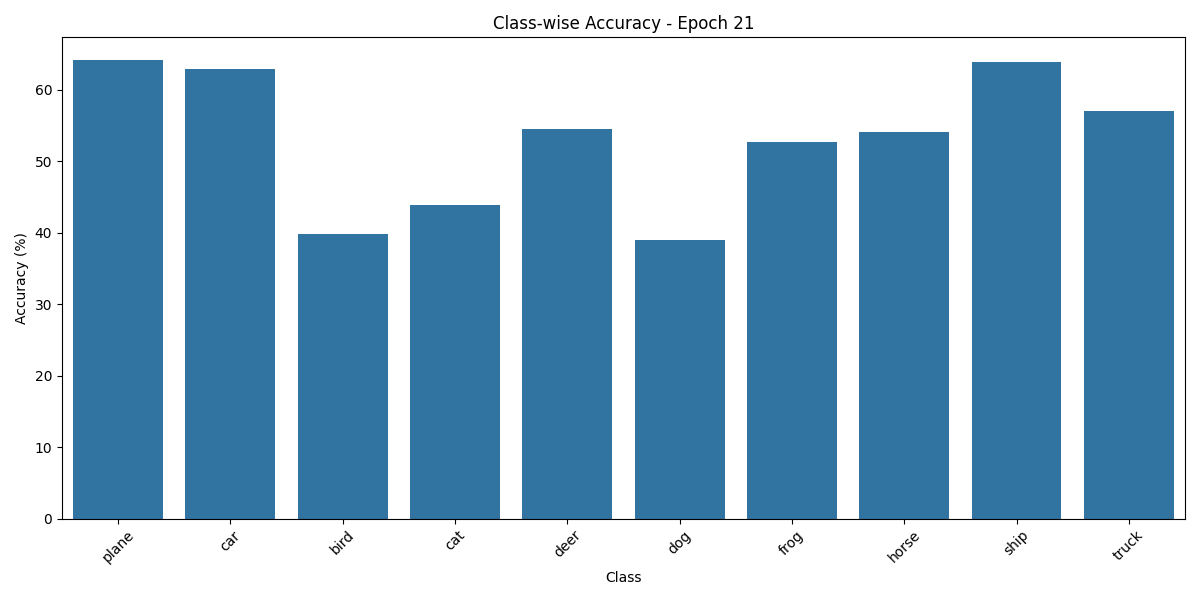 Class-wise Accuracy - Epoch 21
Accuracy (%)
60
50
40
30
20
10
0
plane
car
bird
cat
deer
dog
frog
horse
ship
truck
Class